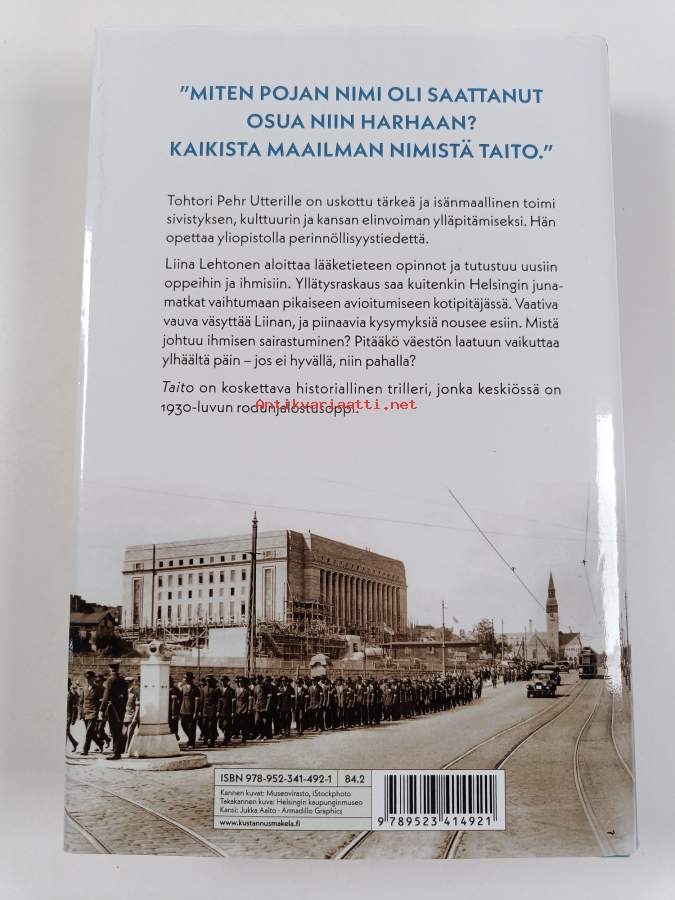 ”MITEN POJAN NIMI OLI SAATTANUT
OSUA NIIN HARHAAN?
KAIKISTA MAAILMAN NIMISTÄ TAITO.”
Tohtori Pehr Utterille on uskottu tärkeä ja isänmaallinen toimi
sivistyksen, kulttuurin ja kansan elinvoiman ylläpitämiseksi. Hän
opettaa yliopistolla perinnöllisyystiedettä.
Liina Lehtonen aloittaa lääketieteen opinnot ja tutustuu uusiin
oppeihin ja ihmisiin. Yllätysraskaus saa kuitenkin Helsingin juna-
matkat vaihtumaan pikaiseen avioitumiseen kotipitäjässä. Vaativa
vauva väsyttää Liinan, ja piinaavia kysymyksiä nousee esiin. Mistä
johtuu ihmisen sairastuminen? Pitääkö väestön laatuun vaikuttaa
ylhäältä päin – jos ei hyvällä, niin pahalla?
Taito on koskettava historiallinen trilleri, jonka keskiössä on
1930-luvun rodunjalostusoppi.
Antikvariaatti.net
ISBN 978-952-341-492-1 84.2
Kannen kuvat: Museovirasto, iStockphoto
Takakannen kuva: Helsingin kaupunginmuseo
Kansi: Jukka Aalto - Armadillo Graphics
www.kustannusmakela.fi
9 789523 414921